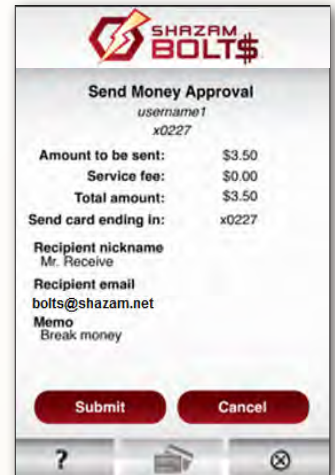 SHAZAM
BOLT$
Send Money Approval
username1
x0227
Amount to be sent: $3.50
Service fee: $0.00
Total amount: $3.50
Send card ending in: x0227
Recipient nickname
Mr. Receive
Recipient email
bolts@shazam.net
Memo
Break money
Submit Cancel
?